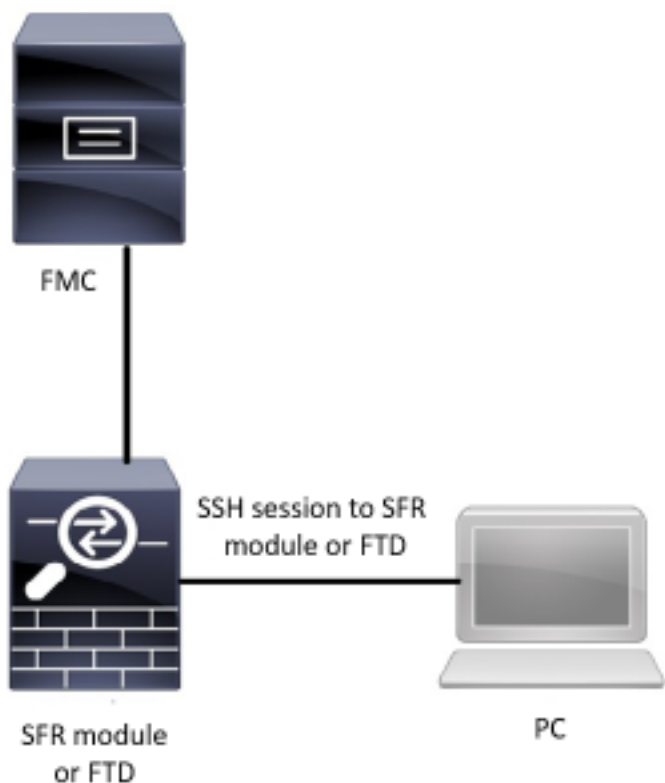 FMC
SSH session to SFR
module or FTD
SFR module
or FTD
PC